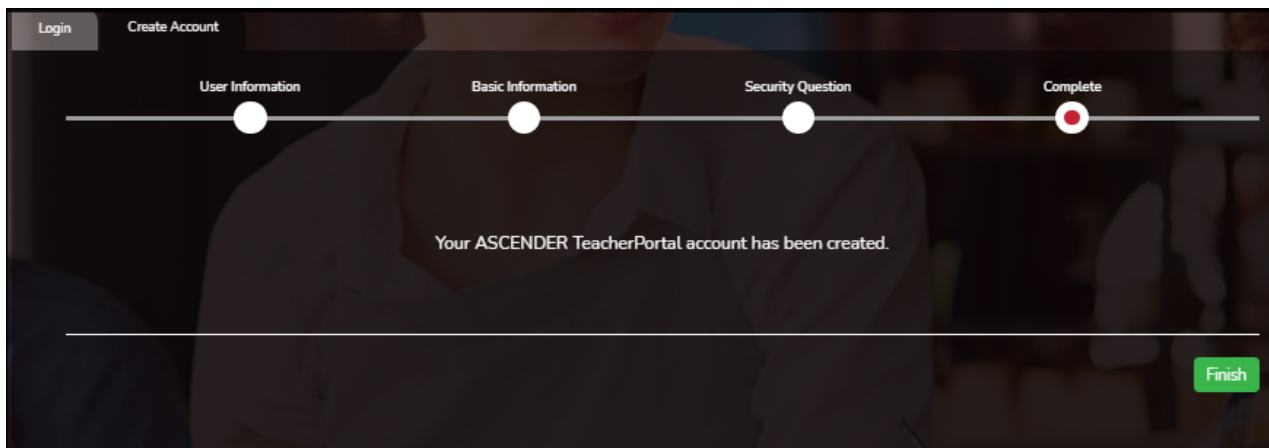 Login Create Account
User Information Basic Information Security Question Complete
Your ASCENDER TeacherPortal account has been created.
Finish